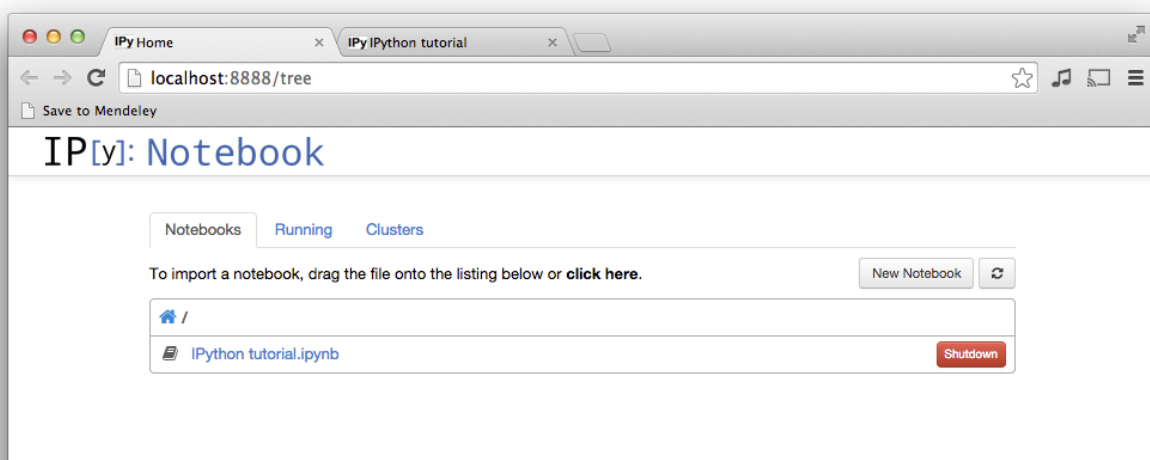 IPy Home × IPy IPython tutorial ×
localhost:8888/tree
Save to Mendeley
IP[y]: Notebook
Notebooks Running Clusters
To import a notebook, drag the file onto the listing below or click here. New Notebook
/
IPython tutorial.ipynb Shutdown